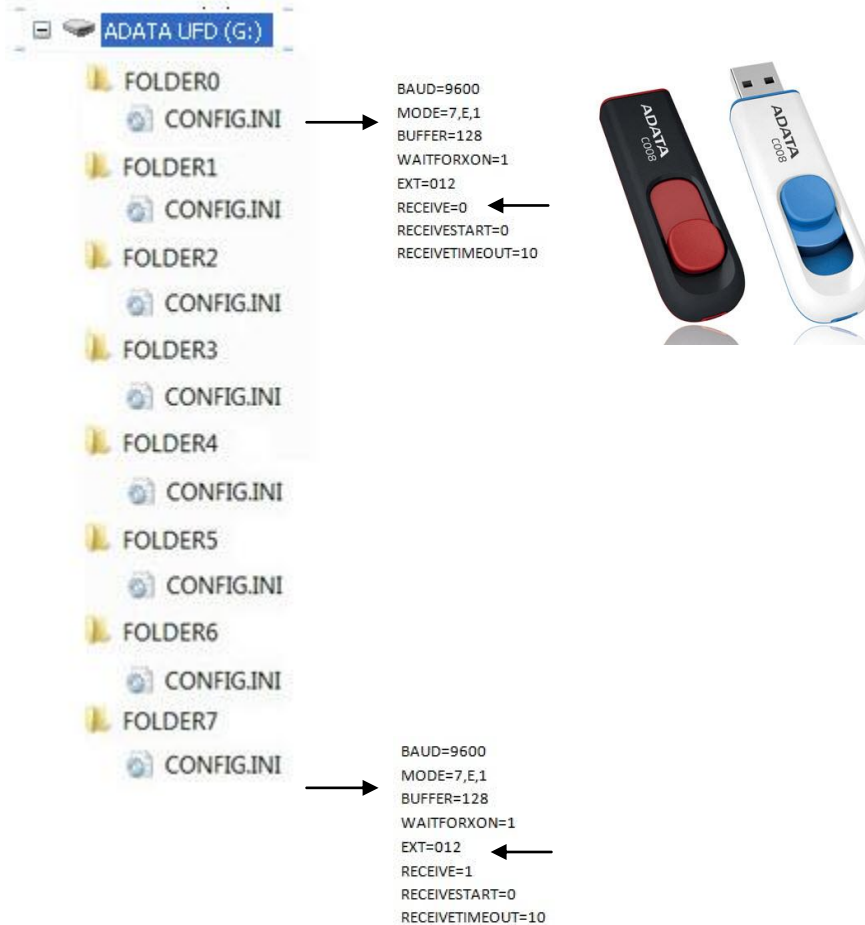 ADATA UFD (G:)
FOLDER0
CONFIG.INI
FOLDER1
CONFIG.INI
FOLDER2
CONFIG.INI
FOLDER3
CONFIG.INI
FOLDER4
CONFIG.INI
FOLDER5
CONFIG.INI
FOLDER6
CONFIG.INI
FOLDER7
CONFIG.INI
BAUD=9600
MODE=7,E,1
BUFFER=128
WAITFORXON=1
EXT=012
RECEIVE=0
RECEIVESTART=0
RECEIVETIMEOUT=10
ADATA
C008
ADATA
C008
BAUD=9600
MODE=7,E,1
BUFFER=128
WAITFORXON=1
EXT=012
RECEIVE=1
RECEIVESTART=0
RECEIVETIMEOUT=10